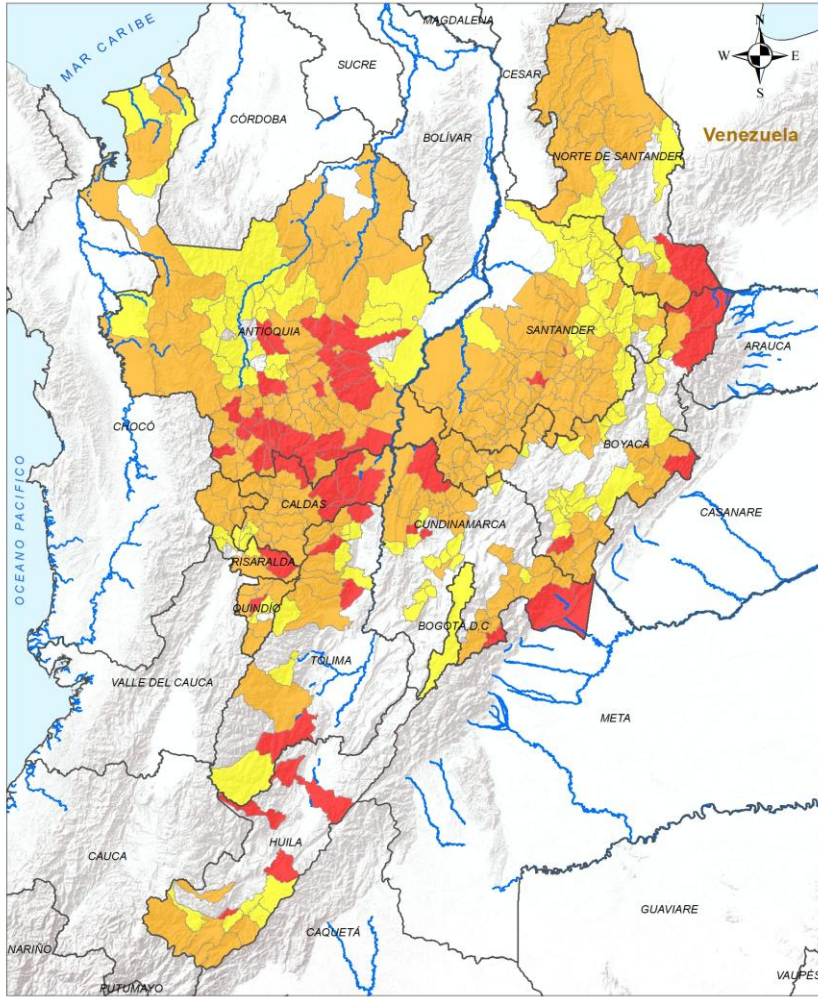 MAGDALENA
N
MAR CARIBE
SUCRE
CESAR
W
E
S
CÓRDOBA
BOLÍVAR
Venezuela
NORTE DE SANTANDER
ANTIOQUIA
SANTANDER
ARAUCA
CHOCÓ
BOYACÁ
OCEANO PACIFICO
CALDAS
CUNDINAMARCA
CASANARE
RISARALDA
QUINDÍO
BOGOTÁ, D.C
TOLIMA
VALLE DEL CAUCA
META
HUILA
CAUCA
GUAVIARE
CAQUETÁ
NARIÑO
PUTUMAYO
VAUPÉS